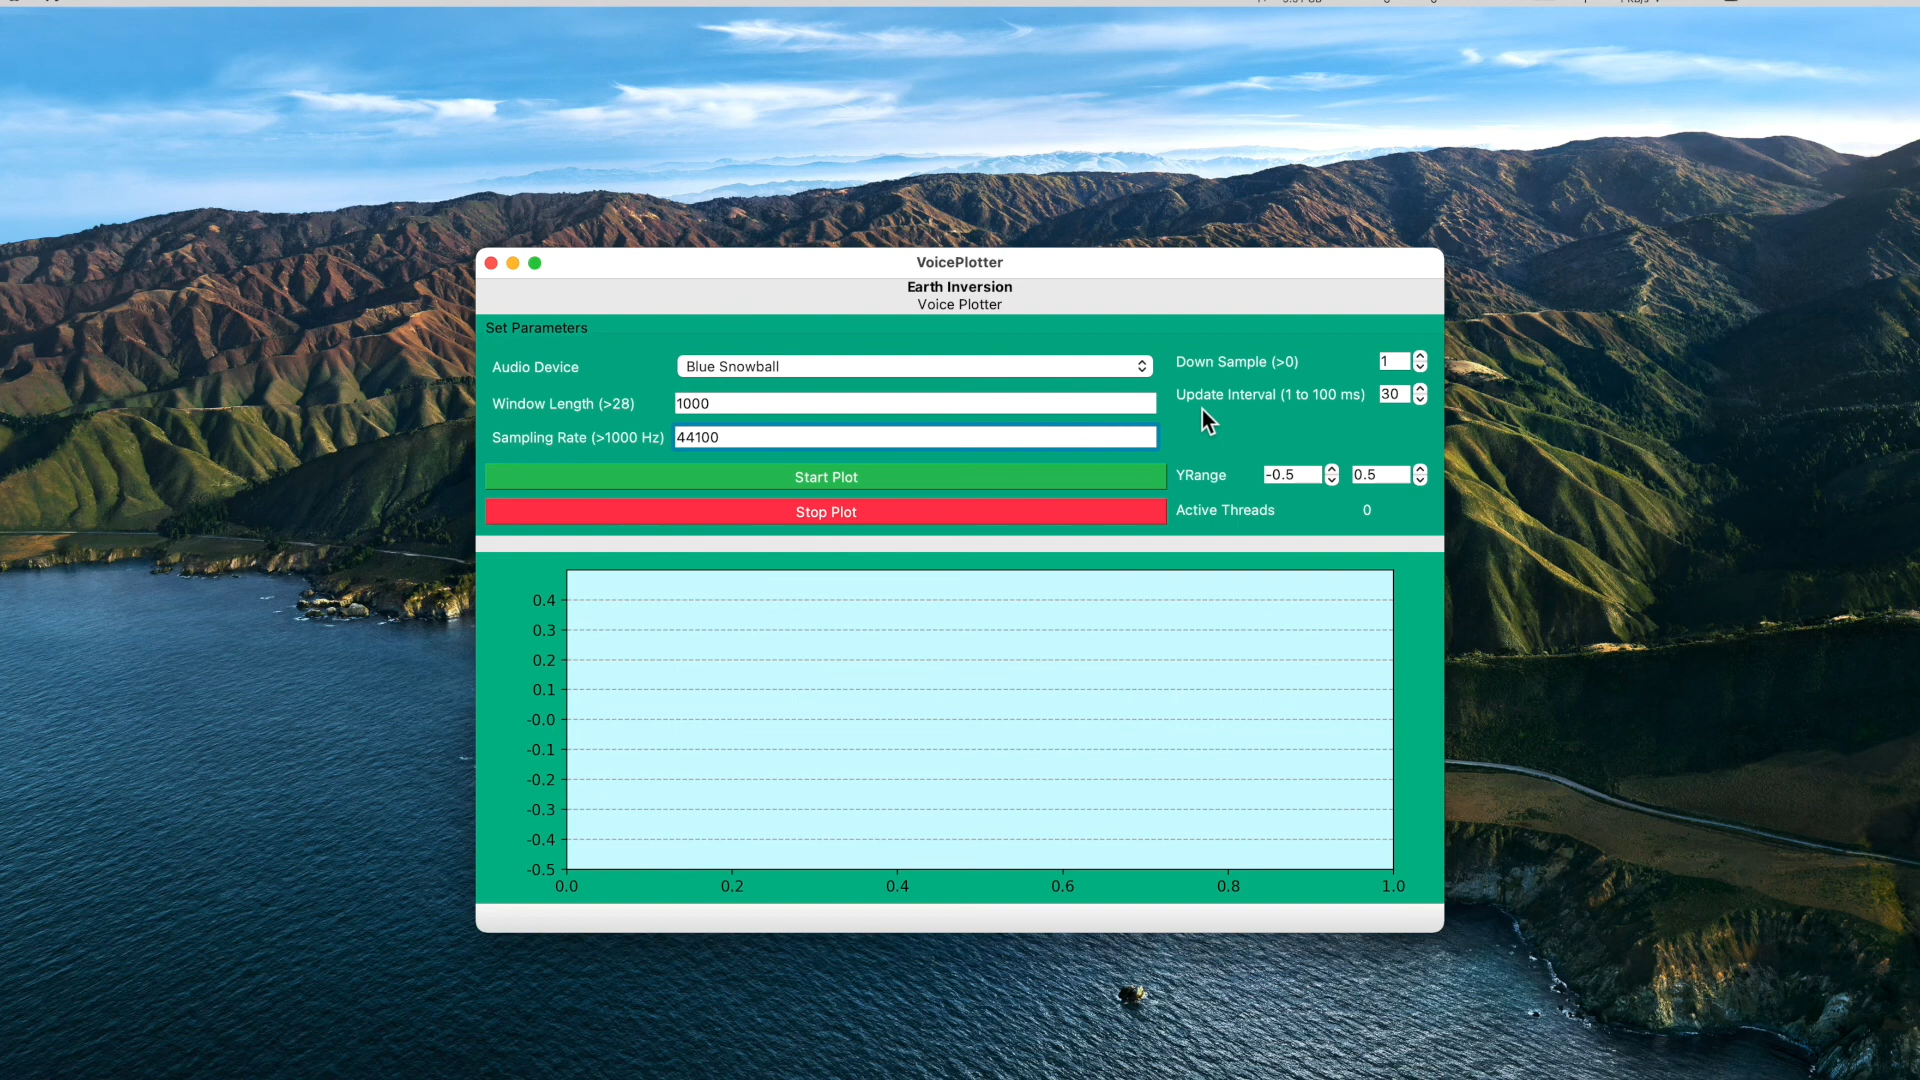 VoicePlotter
Earth Inversion
Voice Plotter
Set Parameters
Audio Device
Blue Snowball
Down Sample (>0)
1
Window Length (>28)
1000
Update Interval (1 to 100 ms)
30
Sampling Rate (>1000 Hz)
44100
Start Plot
YRange
-0.5
0.5
Stop Plot
Active Threads
0
0.4
0.3
0.2
0.1
-0.0
-0.1
-0.2
-0.3
-0.4
-0.5
0.0 0.2 0.4 0.6 0.8 1.0